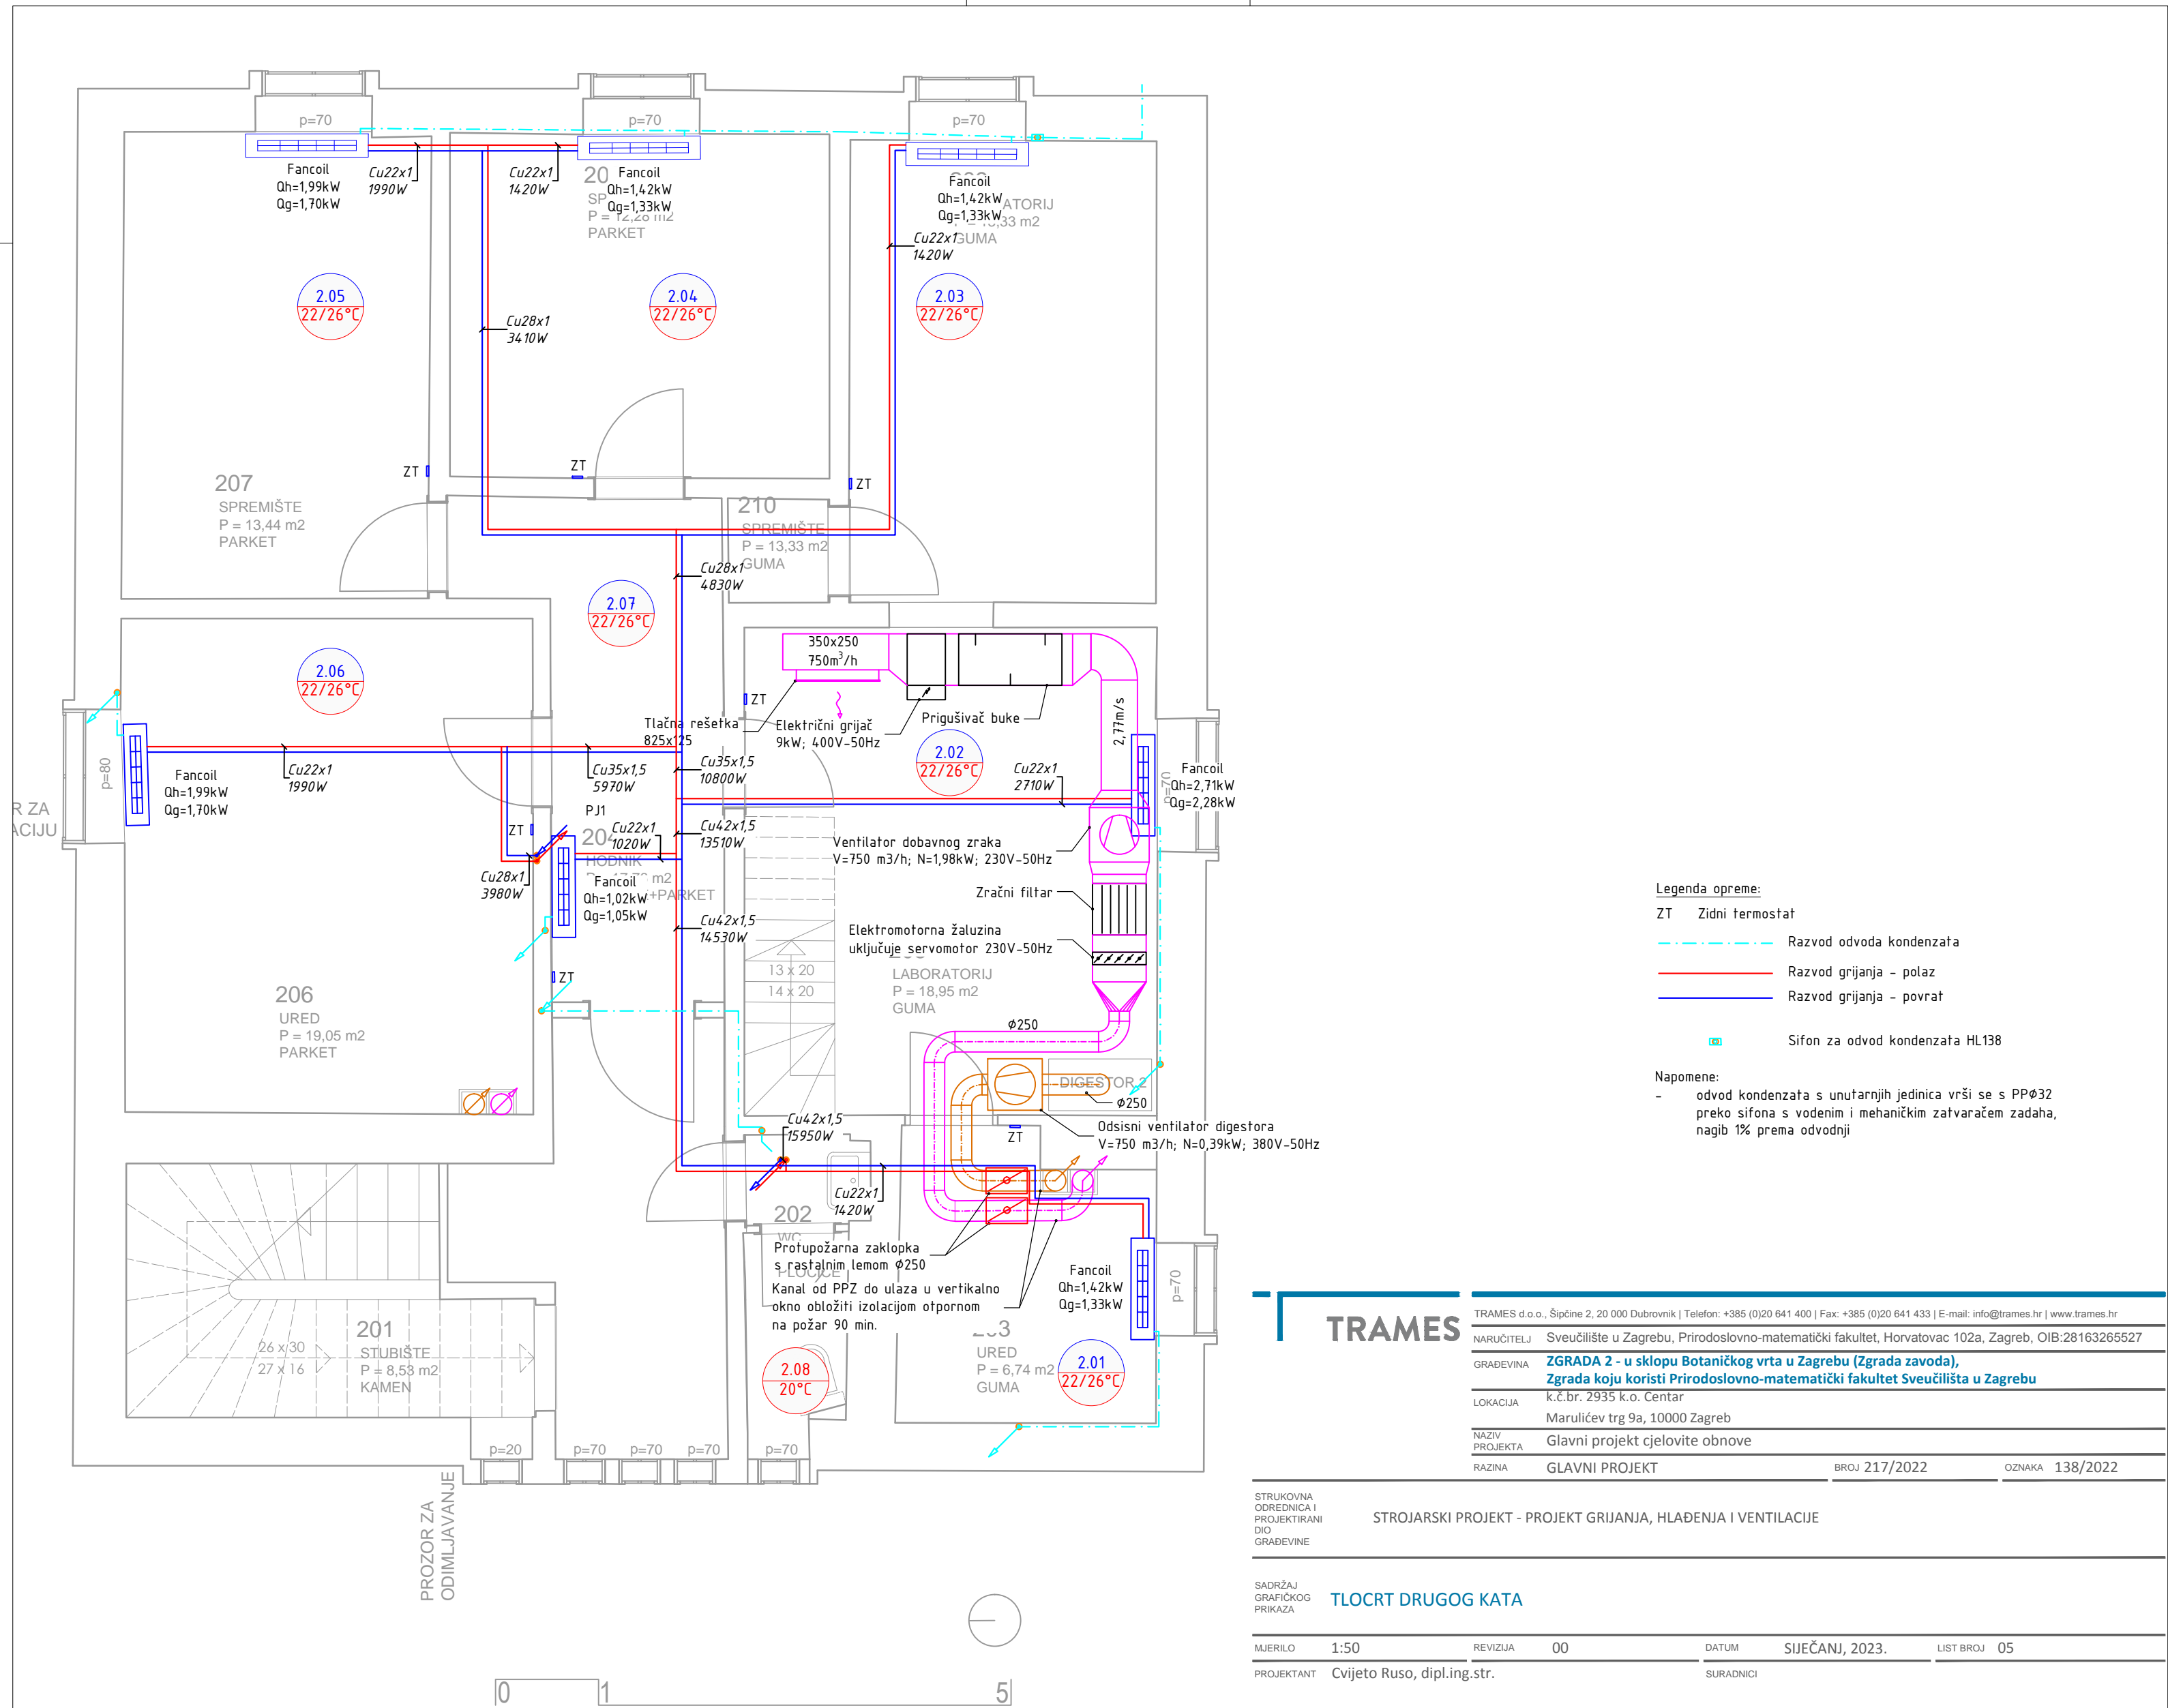 p=70
p=70
p=70
Fancoil
Qh=1,99kW
Qg=1,70kW
Cu22x1
1990W
Cu22x1
1420W
Fancoil
Qh=1,42kW
Qg=1,33kW
SP
P = 12,28 m2
PARKET
Fancoil
Qh=1,42kW
Qg=1,33kW
ATORIJ
GUMA
Cu22x1
1420W
2.05
22/26°C
2.04
22/26°C
2.03
22/26°C
Cu28x1
3410W
ZT
ZT
ZT
207
SPREMIŠTE
P = 13,44 m2
PARKET
210
SPREMIŠTE
P = 13,33 m2
GUMA
Cu28x1
4830W
2.07
22/26°C
2.06
22/26°C
350x250
750m³/h
ZT
Tlačna rešetka
825x125
Električni grijač
9kW; 400V-50Hz
Prigušivač buke
2,77m/s
2.02
22/26°C
p=80
R ZA
ACIJU
Fancoil
Qh=1,99kW
Qg=1,70kW
Cu22x1
1990W
Cu35x1,5
5970W
Cu35x1,5
10800W
Cu22x1
2710W
p=70
Fancoil
Qh=2,71kW
Qg=2,28kW
PJ1
ZT
204
HODNIK
m2
+PARKET
Cu22x1
1020W
Cu42x1,5
13510W
Ventilator dobavnog zraka
V=750 m3/h; N=1,98kW; 230V-50Hz
Cu28x1
3980W
Fancoil
Qh=1,02kW
Qg=1,05kW
Zračni filtar
Cu42x1,5
14530W
Elektromotorna žaluzina
uključuje servomotor 230V-50Hz
ZT
13 x 20
14 x 20
LABORATORIJ
P = 18,95 m2
GUMA
206
URED
P = 19,05 m2
PARKET
ϕ250
DIGESTOR 2
ϕ250
Cu42x1,5
15950W
ZT
Odsisni ventilator digestora
V=750 m3/h; N=0,39kW; 380V-50Hz
Cu22x1
1420W
202
WC
PLOČICE
Protupožarna zaklopka
s rastalnim lemom ϕ250
Kanal od PPZ do ulaza u vertikalno
okno obložiti izolacijom otpornom
na požar 90 min.
Fancoil
Qh=1,42kW
Qg=1,33kW
p=70
201
STUBIŠTE
P = 8,53 m2
KAMEN
26 x 30
27 x 16
2.08
20°C
203
URED
P = 6,74 m2
GUMA
2.01
22/26°C
p=20
p=70
p=70
p=70
p=70
PROZOR ZA
ODIMLJAVANJE
0
1
5
Legenda opreme:
ZT Zidni termostat
Razvod odvoda kondenzata
Razvod grijanja - polaz
Razvod grijanja - povrat
Sifon za odvod kondenzata HL138
Napomene:
- odvod kondenzata s unutarnjih jedinica vrši se s PPϕ32
preko sifona s vodenim i mehaničkim zatvaračem zadaha,
nagib 1% prema odvodnji
TRAMES
TRAMES d.o.o., Šipčine 2, 20 000 Dubrovnik | Telefon: +385 (0)20 641 400 | Fax: +385 (0)20 641 433 | E-mail: info@trames.hr | www.trames.hr
NARUČITELJ Sveučilište u Zagrebu, Prirodoslovno-matematički fakultet, Horvatovac 102a, Zagreb, OIB:28163265527
GRAĐEVINA ZGRADA 2 - u sklopu Botaničkog vrta u Zagrebu (Zgrada zavoda),
Zgrada koju koristi Prirodoslovno-matematički fakultet Sveučilišta u Zagrebu
LOKACIJA k.č.br. 2935 k.o. Centar
Marulićev trg 9a, 10000 Zagreb
NAZIV
PROJEKTA Glavni projekt cjelovite obnove
RAZINA GLAVNI PROJEKT BROJ 217/2022 OZNAKA 138/2022
STRUKOVNA
ODREDNICA I
PROJEKTIRANI
DIO
GRAĐEVINE
STROJARSKI PROJEKT - PROJEKT GRIJANJA, HLAĐENJA I VENTILACIJE
SADRŽAJ
GRAFIČKOG
PRIKAZA
TLOCRT DRUGOG KATA
MJERILO 1:50 REVIZIJA 00 DATUM SIJEČANJ, 2023. LIST BROJ 05
PROJEKTANT Cvijeto Ruso, dipl.ing.str. SURADNICI